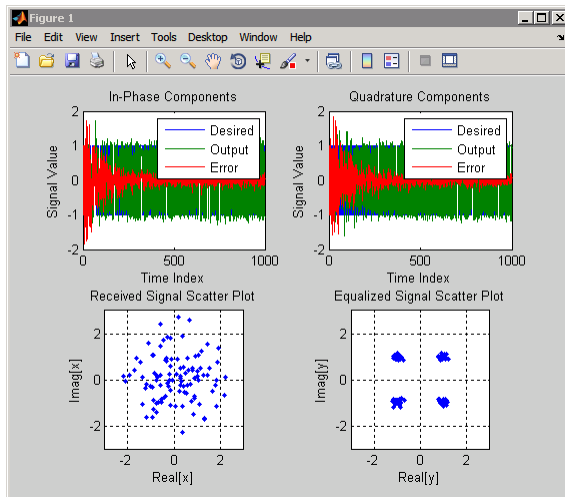 Figure 1
File Edit View Insert Tools Desktop Window Help
In-Phase Components
Signal Value
2
1
0
-1
-2
Desired
Output
Error
0 500 1000
Time Index
Quadrature Components
Signal Value
2
1
0
-1
-2
Desired
Output
Error
0 500 1000
Time Index
Received Signal Scatter Plot
Imag[x]
2
0
-2
-2 0 2
Real[x]
Equalized Signal Scatter Plot
Imag[y]
2
0
-2
-2 0 2
Real[y]